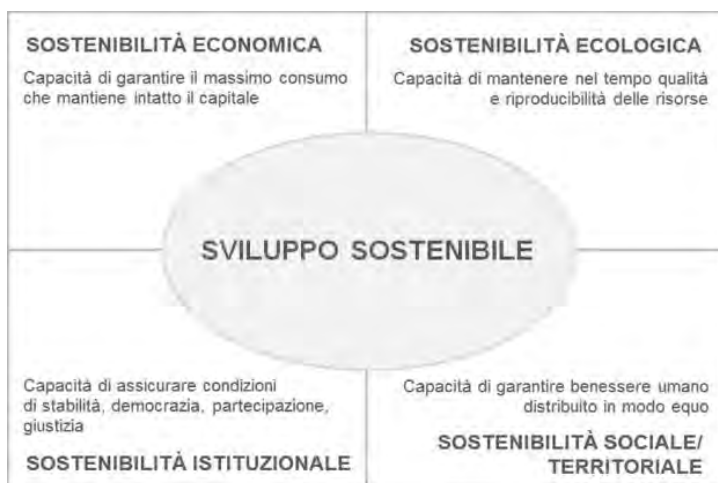 SOSTENIBILITÀ ECONOMICA
Capacità di garantire il massimo consumo
che mantiene intatto il capitale
SOSTENIBILITÀ ECOLOGICA
Capacità di mantenere nel tempo qualità
e riproducibilità delle risorse
SVILUPPO SOSTENIBILE
Capacità di assicurare condizioni
di stabilità, democrazia, partecipazione,
giustizia
SOSTENIBILITÀ ISTITUZIONALE
Capacità di garantire benessere umano
distribuito in modo equo
SOSTENIBILITÀ SOCIALE/
TERRITORIALE